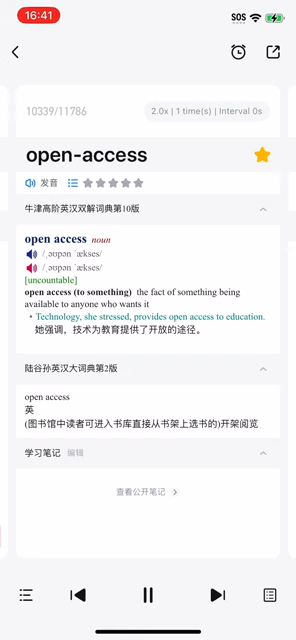 16:41
SOS
10339/11786
2.0x | 1 time(s) | Interval 0s
open-access
发音
牛津高阶英汉双解词典第10版
open access noun
/ˌəʊpən ˈækses/
/ˌoʊpən ˈækses/
[uncountable]
open access (to something) the fact of something being
available to anyone who wants it
• Technology, she stressed, provides open access to education.
她强调，技术为教育提供了开放的途径。
陆谷孙英汉大词典第2版
open access
英
(图书馆中读者可进入书库直接从书架上选书的)开架阅览
学习笔记 编辑
查看公开笔记